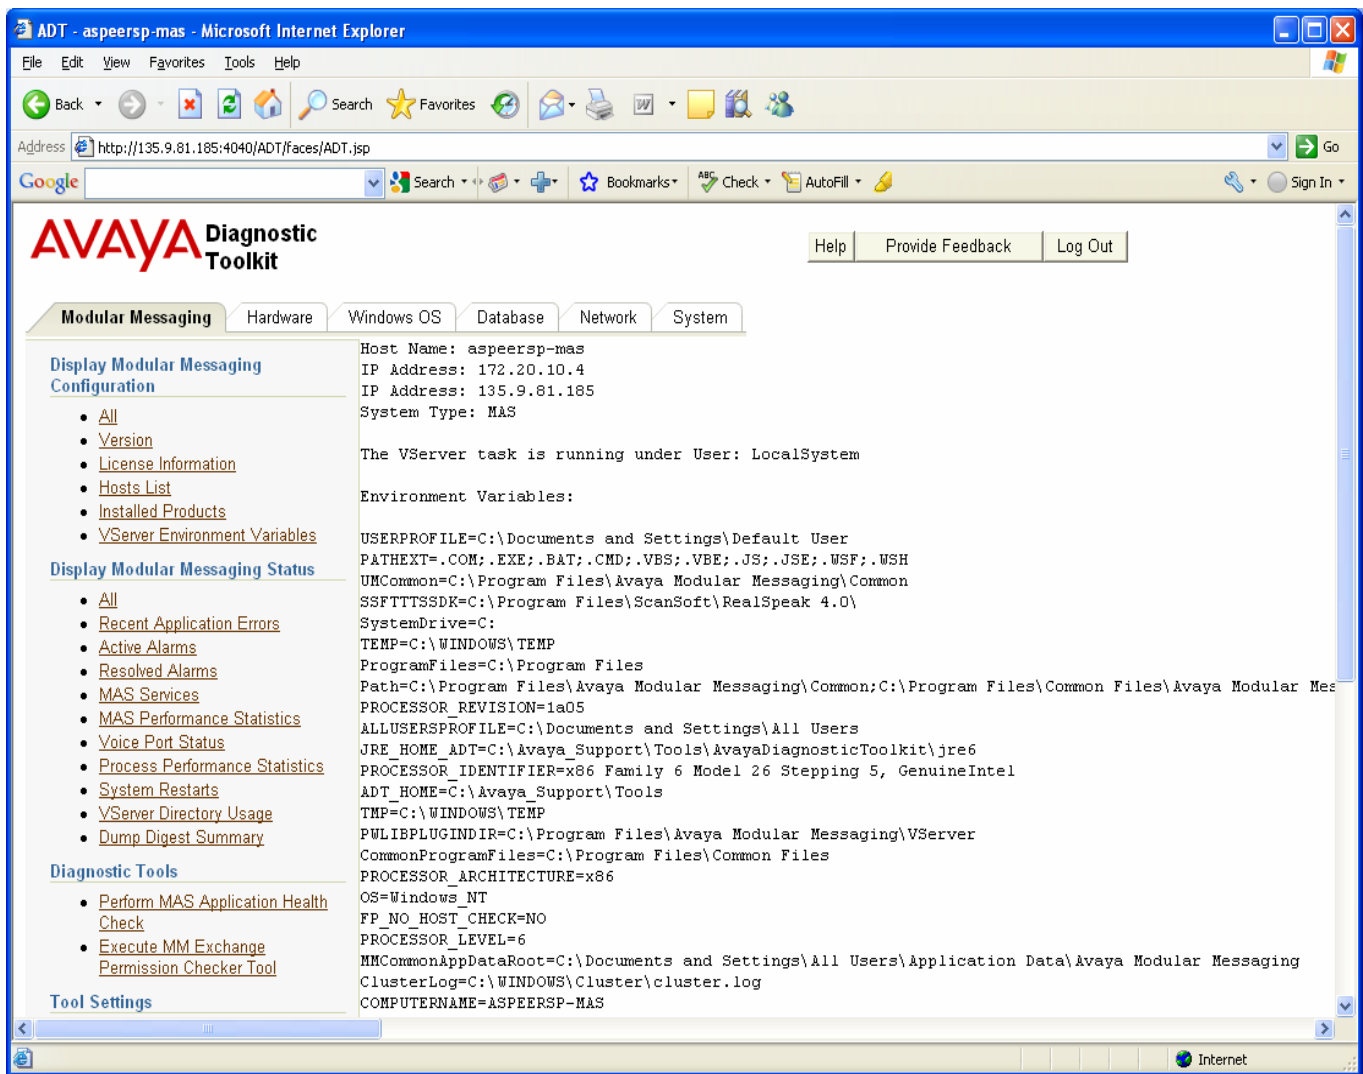 ADT - aspeersp-mas - Microsoft Internet Explorer
File Edit View Favorites Tools Help
Back Search Favorites
Address http://135.9.81.185:4040/ADT/faces/ADT.jsp Go
Google Search Bookmarks ABC Check AutoFill Sign In
AVAYA Diagnostic Toolkit
Help Provide Feedback Log Out
Modular Messaging Hardware Windows OS Database Network System
Display Modular Messaging
Configuration
All
Version
License Information
Hosts List
Installed Products
VServer Environment Variables
Display Modular Messaging Status
All
Recent Application Errors
Active Alarms
Resolved Alarms
MAS Services
MAS Performance Statistics
Voice Port Status
Process Performance Statistics
System Restarts
VServer Directory Usage
Dump Digest Summary
Diagnostic Tools
Perform MAS Application Health
Check
Execute MM Exchange
Permission Checker Tool
Tool Settings
Host Name: aspeersp-mas
IP Address: 172.20.10.4
IP Address: 135.9.81.185
System Type: MAS
The VServer task is running under User: LocalSystem
Environment Variables:
USERPROFILE=C:\Documents and Settings\Default User
PATHEXT=.COM;.EXE;.BAT;.CMD;.VBS;.VBE;.JS;.JSE;.WSF;.WSH
UMCommon=C:\Program Files\Avaya Modular Messaging\Common
SSFTTTSSDK=C:\Program Files\ScanSoft\RealSpeak 4.0\
SystemDrive=C:
TEMP=C:\WINDOWS\TEMP
ProgramFiles=C:\Program Files
Path=C:\Program Files\Avaya Modular Messaging\Common;C:\Program Files\Common Files\Avaya Modular Mes
PROCESSOR_REVISION=1a05
ALLUSERSPROFILE=C:\Documents and Settings\All Users
JRE_HOME_ADT=C:\Avaya_Support\Tools\AvayaDiagnosticToolkit\jre6
PROCESSOR_IDENTIFIER=x86 Family 6 Model 26 Stepping 5, GenuineIntel
ADT_HOME=C:\Avaya_Support\Tools
TMP=C:\WINDOWS\TEMP
PWLIBPLUGINDIR=C:\Program Files\Avaya Modular Messaging\VServer
CommonProgramFiles=C:\Program Files\Common Files
PROCESSOR_ARCHITECTURE=x86
OS=Windows_NT
FP_NO_HOST_CHECK=NO
PROCESSOR_LEVEL=6
MMCommonAppDataRoot=C:\Documents and Settings\All Users\Application Data\Avaya Modular Messaging
ClusterLog=C:\WINDOWS\Cluster\cluster.log
COMPUTERNAME=ASPEERSP-MAS
Internet